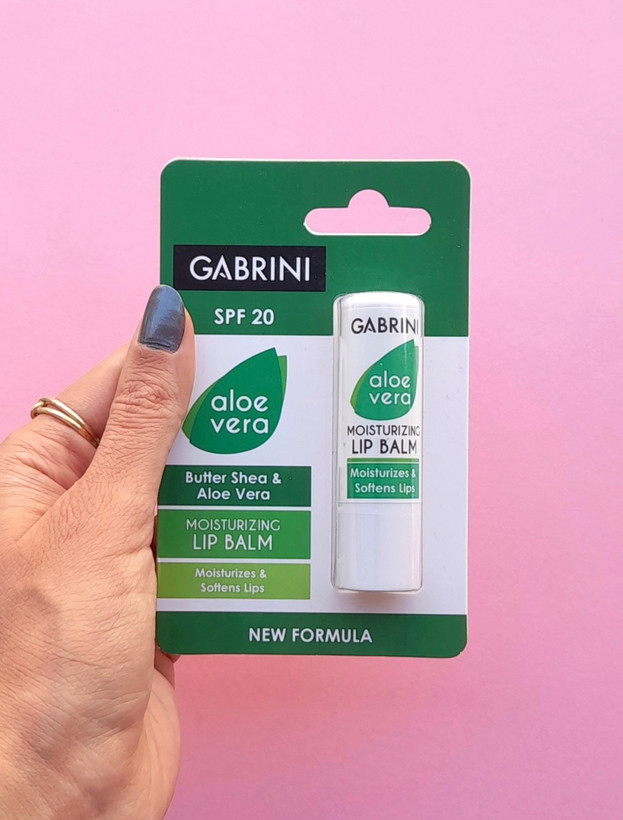 GABRINI
SPF 20
aloe
vera
Butter Shea &
Aloe Vera
MOISTURIZING
LIP BALM
Moisturizes &
Softens Lips
NEW FORMULA
GABRINI
aloe
vera
MOISTURIZING
LIP BALM
Moisturizes &
Softens Lips